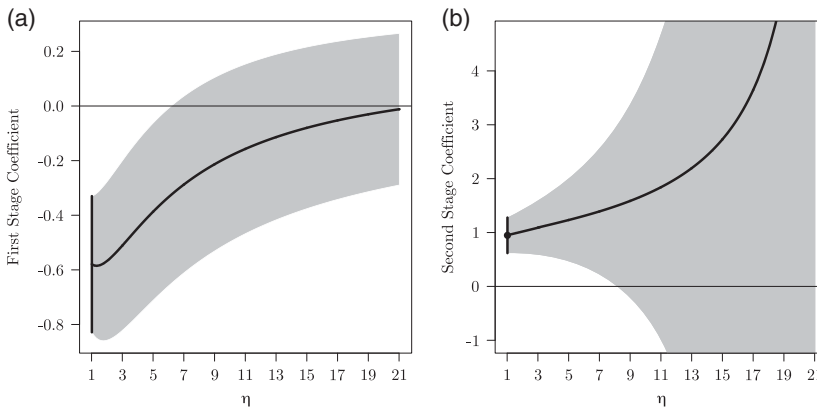 (a)
First Stage Coefficient
0.2
0.0
-0.2
-0.4
-0.6
-0.8
1 3 5 7 9 11 13 15 17 19 21
η
(b)
Second Stage Coefficient
4
3
2
1
0
-1
1 3 5 7 9 11 13 15 17 19 21
η